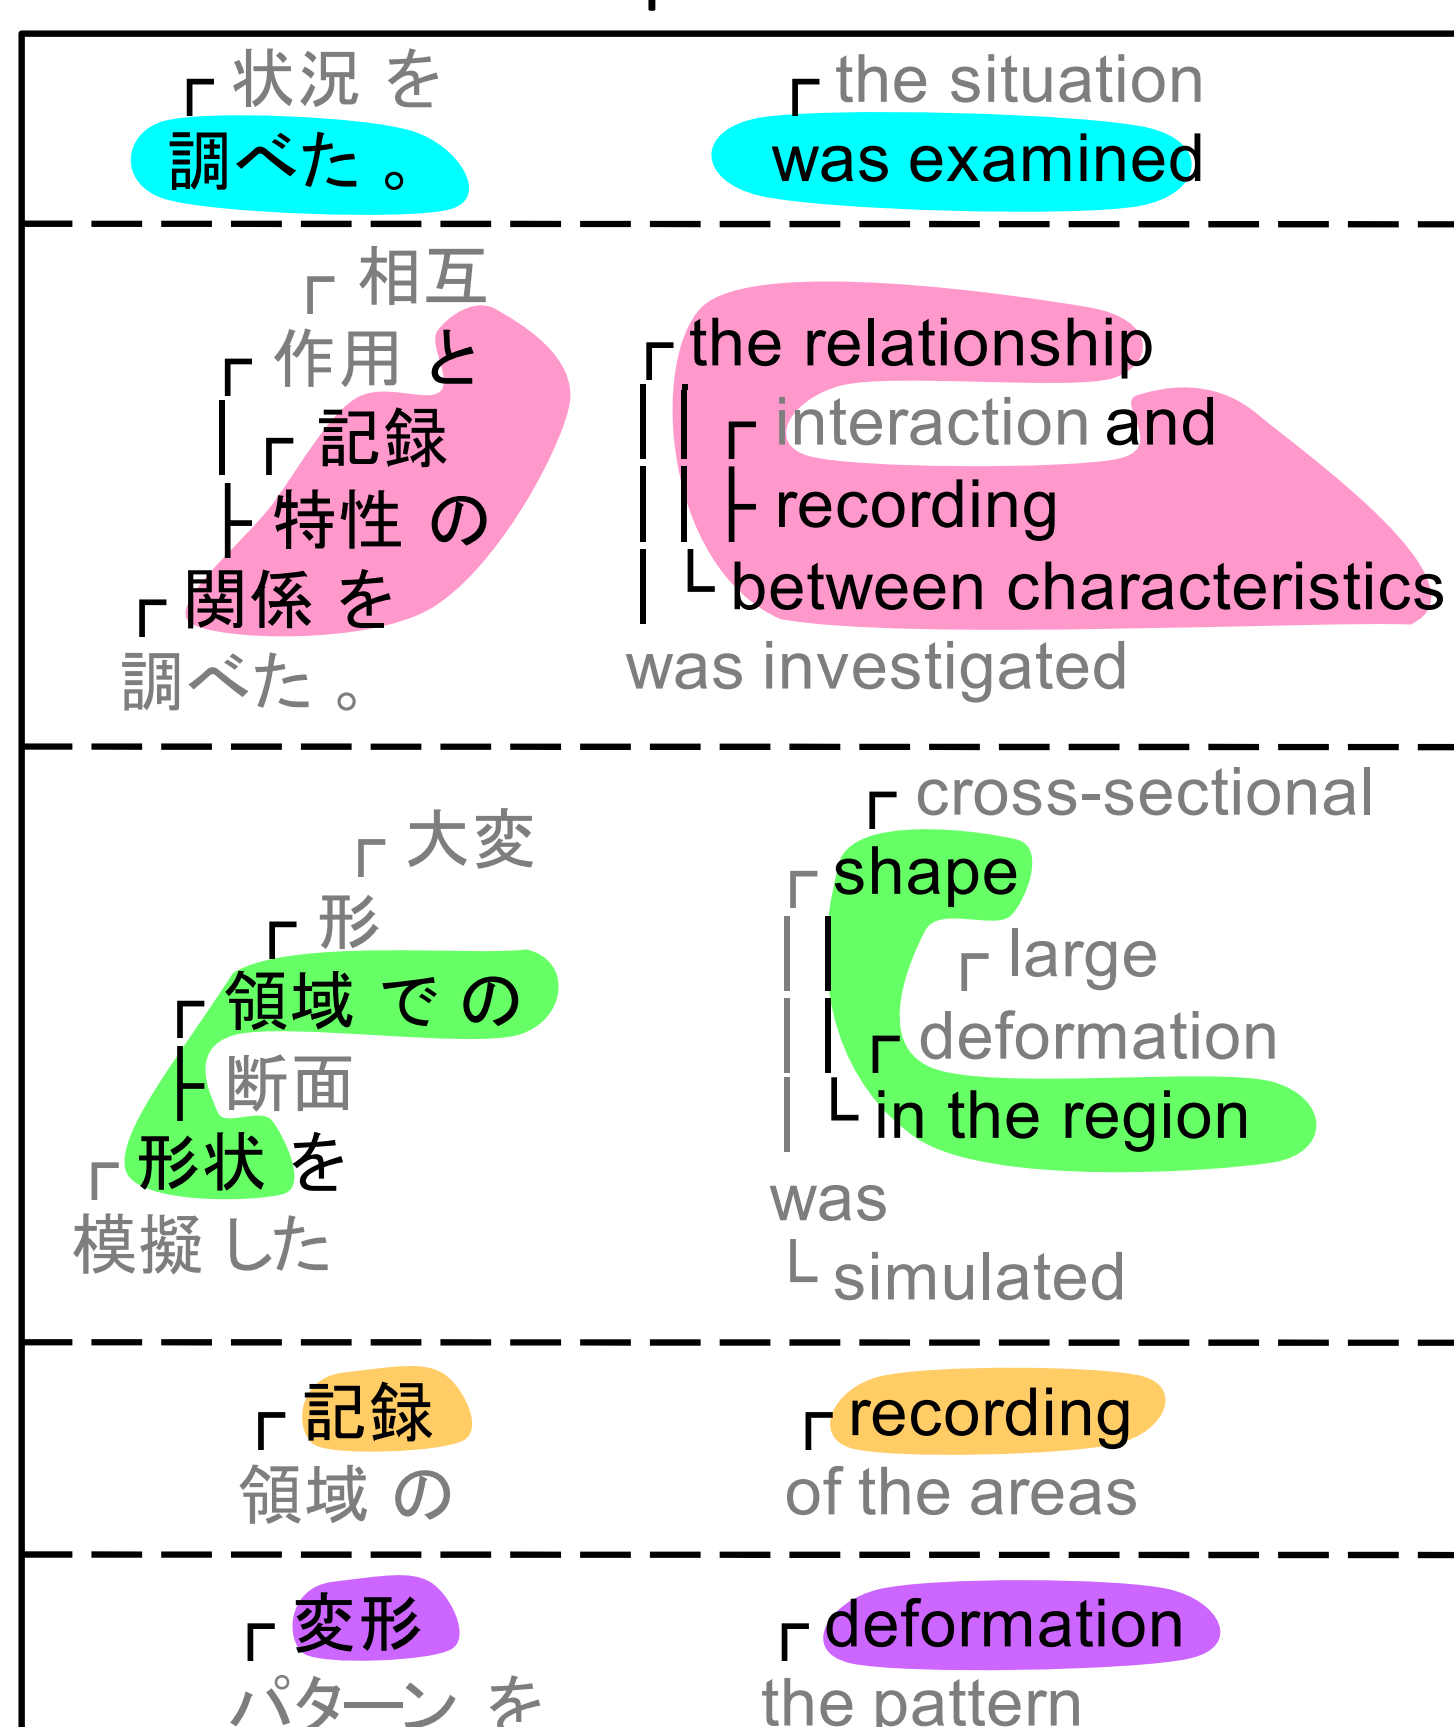 状況 を
the situation
調べた 。
was examined
相互
作用 と
the relationship
記録
interaction and
特性 の
recording
関係 を
between characteristics
調べた 。
was investigated
cross-sectional
大変
shape
形
large
領域 で の
deformation
断面
in the region
形状 を
was
模擬 した
simulated
記録
recording
領域 の
of the areas
変形
deformation
パターン を
the pattern